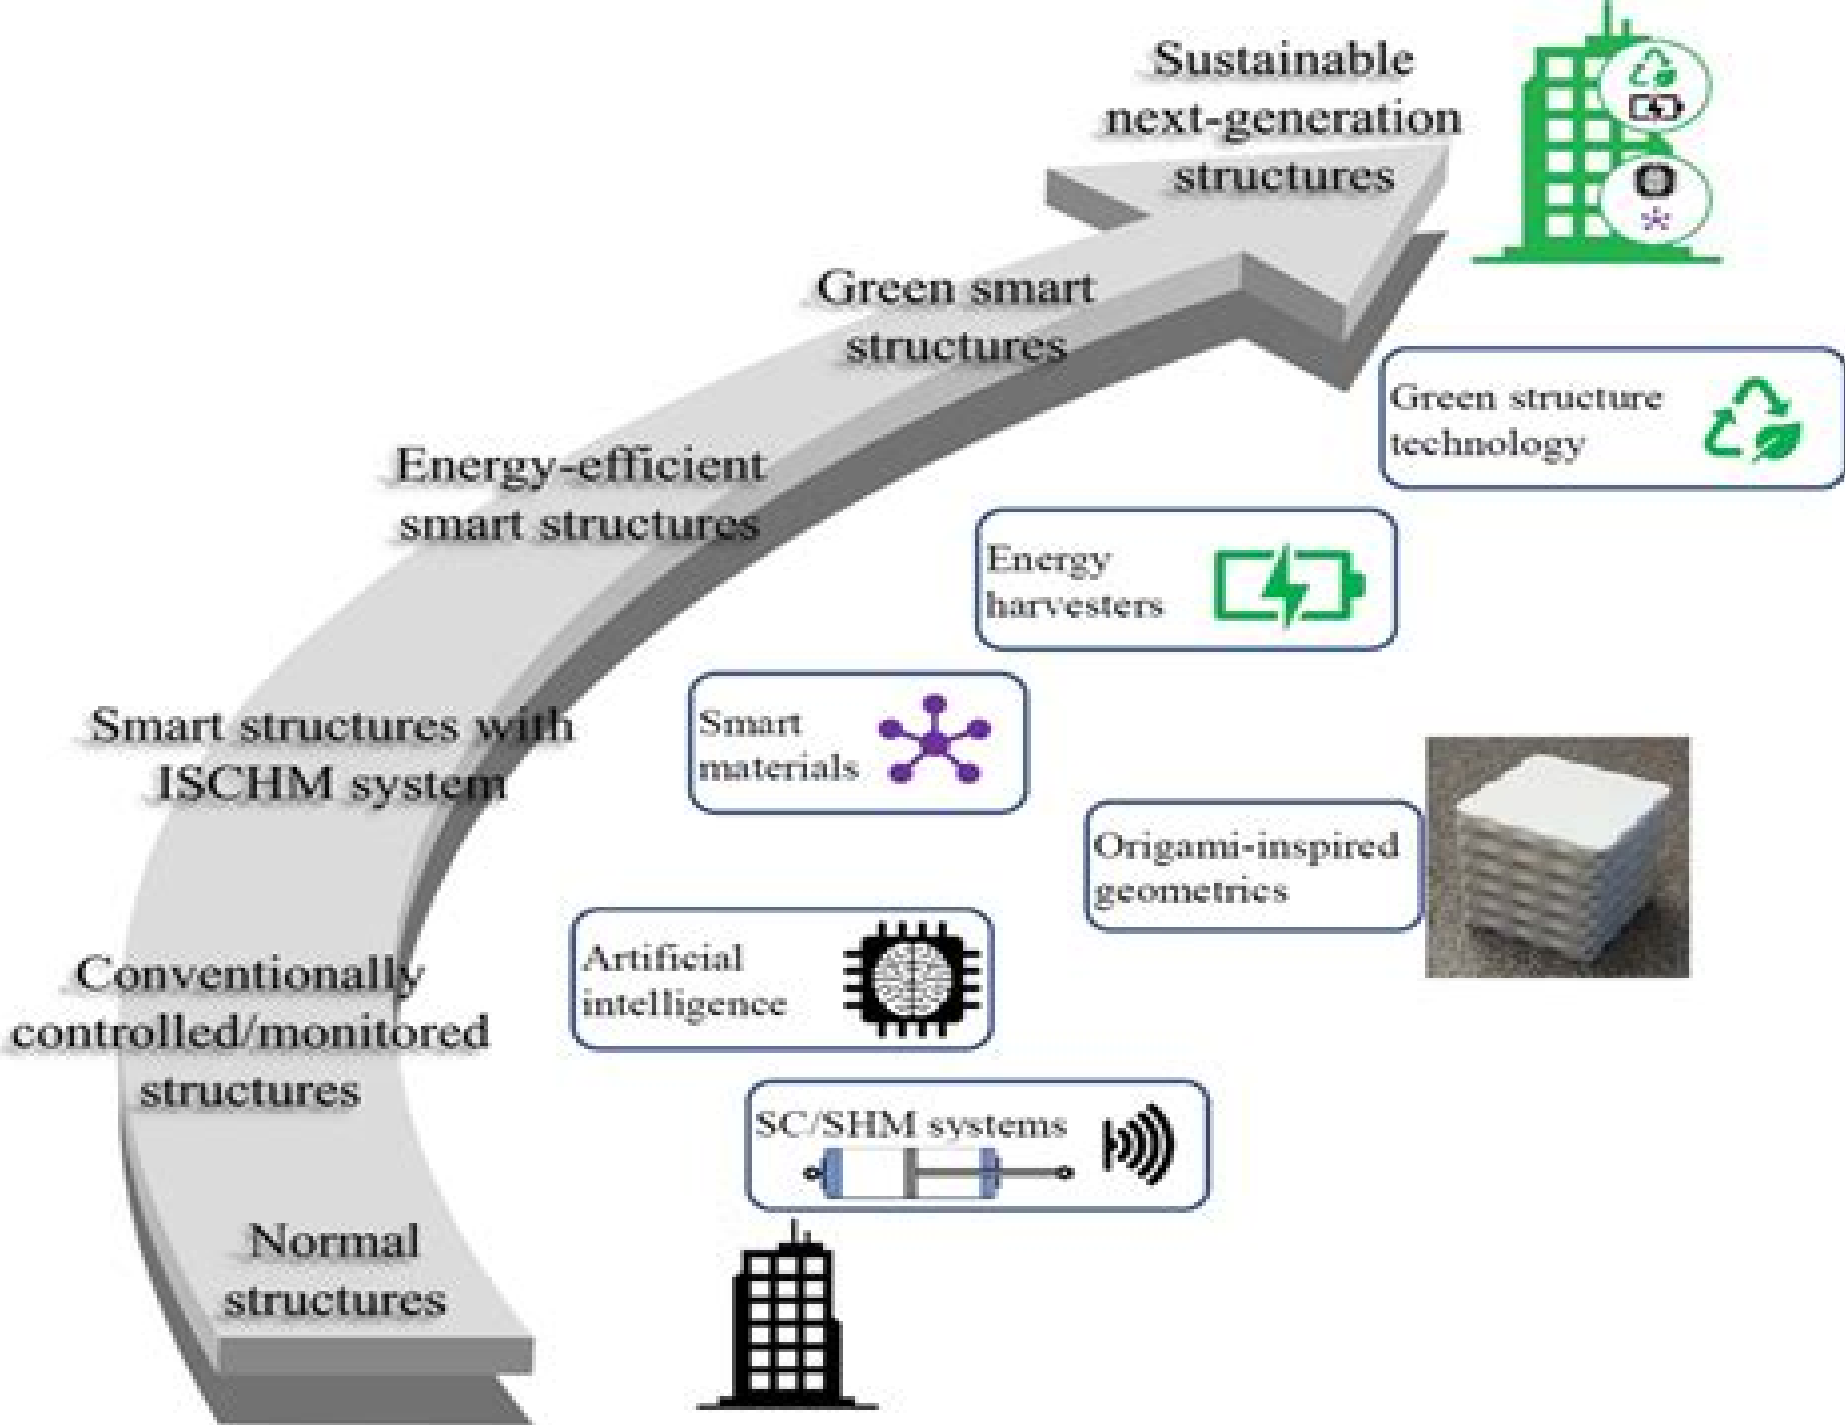 Sustainable
next-generation
structures
Green smart
structures
Green structure
technology
Energy-efficient
smart structures
Energy
harvesters
Smart structures with
ISCHM system
Smart
materials
Origami-inspired
geometrics
Conventionally
controlled/monitored
structures
Artificial
intelligence
SC/SHM systems
Normal
structures